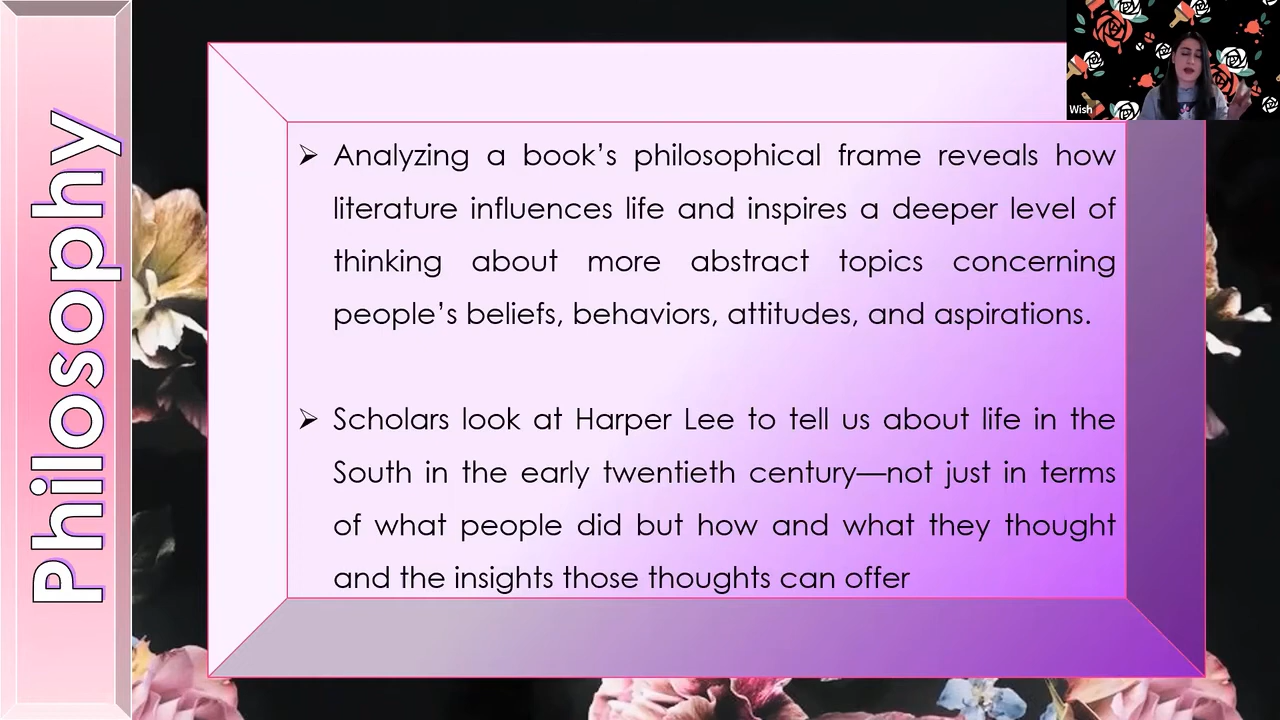 Philosophy
Analyzing a book’s philosophical frame reveals how
literature influences life and inspires a deeper level of
thinking about more abstract topics concerning
people’s beliefs, behaviors, attitudes, and aspirations.
Scholars look at Harper Lee to tell us about life in the
South in the early twentieth century—not just in terms
of what people did but how and what they thought
and the insights those thoughts can offer
Wish